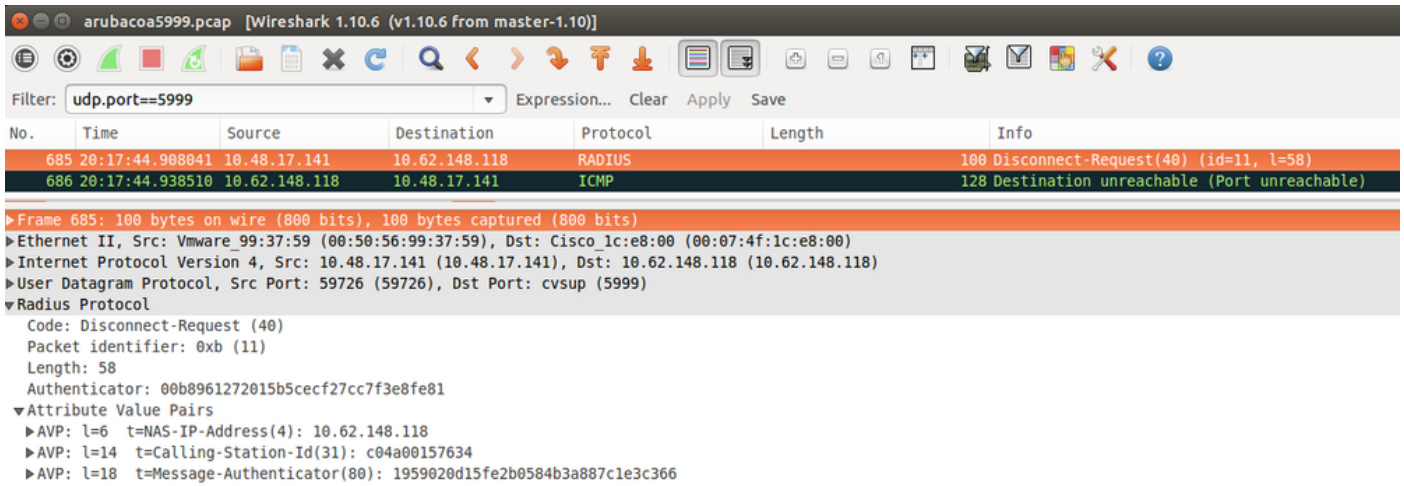 arubacoa5999.pcap [Wireshark 1.10.6 (v1.10.6 from master-1.10)]
Filter: udp.port==5999 Expression... Clear Apply Save
No. Time Source Destination Protocol Length Info
685 20:17:44.908041 10.48.17.141 10.62.148.118 RADIUS 100 Disconnect-Request(40) (id=11, l=58)
686 20:17:44.938510 10.62.148.118 10.48.17.141 ICMP 128 Destination unreachable (Port unreachable)
Frame 685: 100 bytes on wire (800 bits), 100 bytes captured (800 bits)
Ethernet II, Src: Vmware_99:37:59 (00:50:56:99:37:59), Dst: Cisco_1c:e8:00 (00:07:4f:1c:e8:00)
Internet Protocol Version 4, Src: 10.48.17.141 (10.48.17.141), Dst: 10.62.148.118 (10.62.148.118)
User Datagram Protocol, Src Port: 59726 (59726), Dst Port: cvsup (5999)
Radius Protocol
Code: Disconnect-Request (40)
Packet identifier: 0xb (11)
Length: 58
Authenticator: 00b8961272015b5cecf27cc7f3e8fe81
Attribute Value Pairs
AVP: l=6 t=NAS-IP-Address(4): 10.62.148.118
AVP: l=14 t=Calling-Station-Id(31): c04a00157634
AVP: l=18 t=Message-Authenticator(80): 1959020d15fe2b0584b3a887c1e3c366